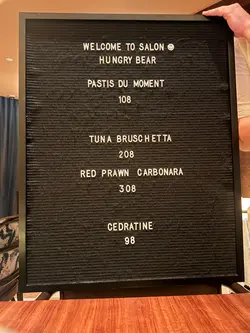 WELCOME TO SALON
HUNGRY BEAR
PASTIS DU MOMENT
108
TUNA BRUSCHETTA
208
RED PRAWN CARBONARA
308
CEDRATINE
98